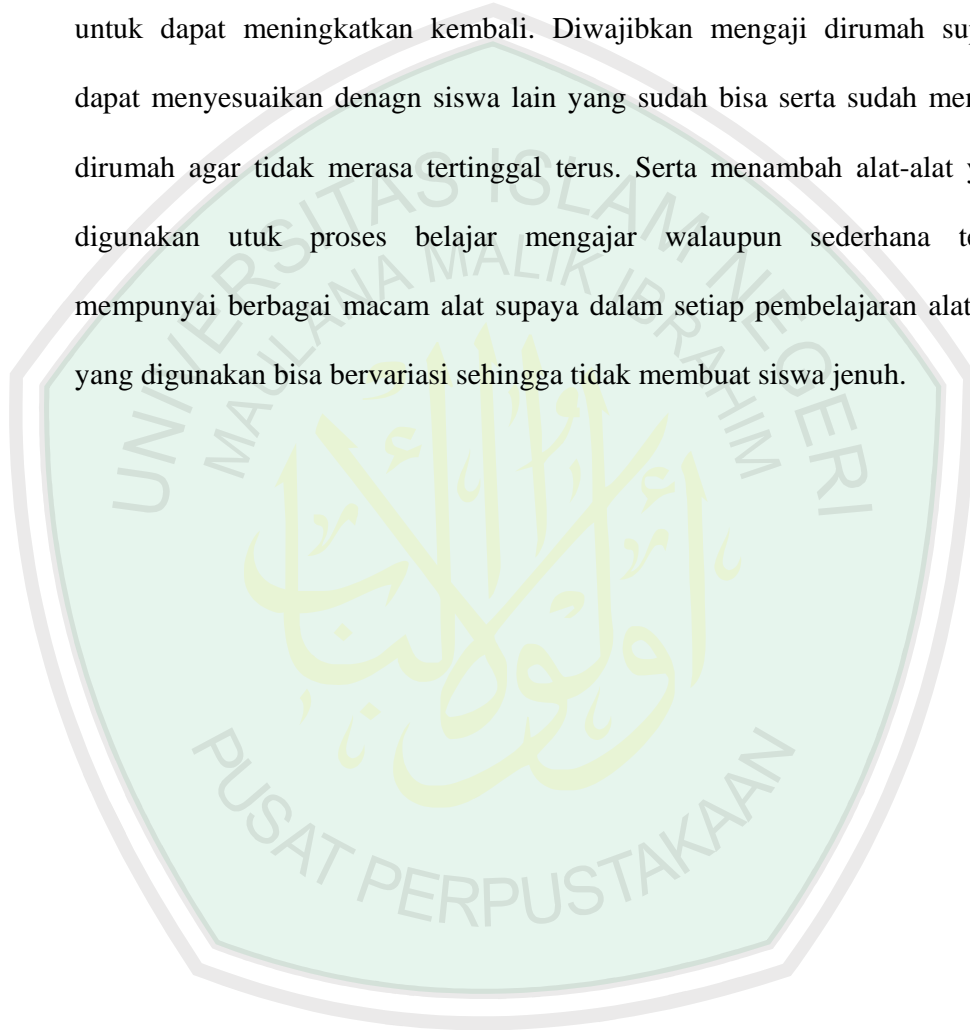 untuk dapat meningkatkan kembali. Diwajibkan mengaji dirumah
dapat menyesuaikan denagn siswa lain yang sudah bisa serta sudah
dirumah agar tidak merasa tertinggal terus. Serta menambah alat-alat
digunakan utuk proses belajar mengajar walaupun sederhana
mempunyai berbagai macam alat supaya dalam setiap pembelajaran alat
yang digunakan bisa bervariasi sehingga tidak membuat siswa jenuh.
UNIVERSITAS ISLAM NEGERI
MAULANA MALIK IBRAHIM
PUSAT PERPUSTAKAAN